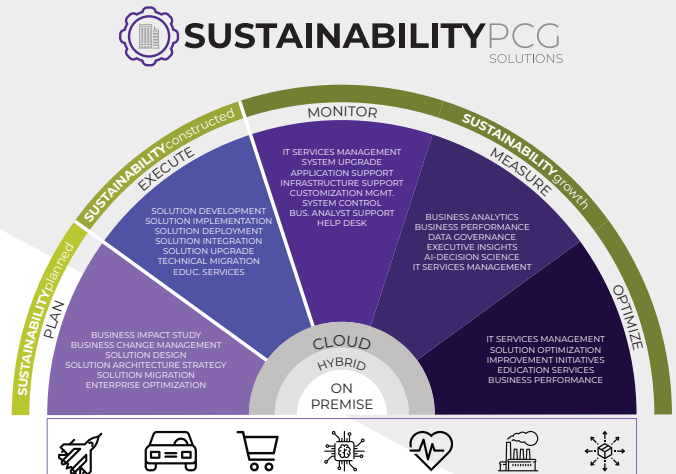 SUSTAINABILITYPCG
SOLUTIONS
SUSTAINABILITYplanned
SUSTAINABILITYconstructed
SUSTAINABILITYgrowth
PLAN
BUSINESS IMPACT STUDY
BUSINESS CHANGE MANAGEMENT
SOLUTION DESIGN
SOLUTION ARCHITECTURE STRATEGY
SOLUTION MIGRATION
ENTERPRISE OPTIMIZATION
EXECUTE
SOLUTION DEVELOPMENT
SOLUTION IMPLEMENTATION
SOLUTION DEPLOYMENT
SOLUTION INTEGRATION
SOLUTION UPGRADE
TECHNICAL MIGRATION
EDUC. SERVICES
MONITOR
IT SERVICES MANAGEMENT
SYSTEM UPGRADE
APPLICATION SUPPORT
INFRASTRUCTURE SUPPORT
CUSTOMIZATION MGMT.
SYSTEM CONTROL
BUS. ANALYST SUPPORT
HELP DESK
MEASURE
BUSINESS ANALYTICS
BUSINESS PERFORMANCE
DATA GOVERNANCE
EXECUTIVE INSIGHTS
AI-DECISION SCIENCE
IT SERVICES MANAGEMENT
OPTIMIZE
IT SERVICES MANAGEMENT
SOLUTION OPTIMIZATION
IMPROVEMENT INITIATIVES
EDUCATION SERVICES
BUSINESS PERFORMANCE
CLOUD
HYBRID
ON
PREMISE